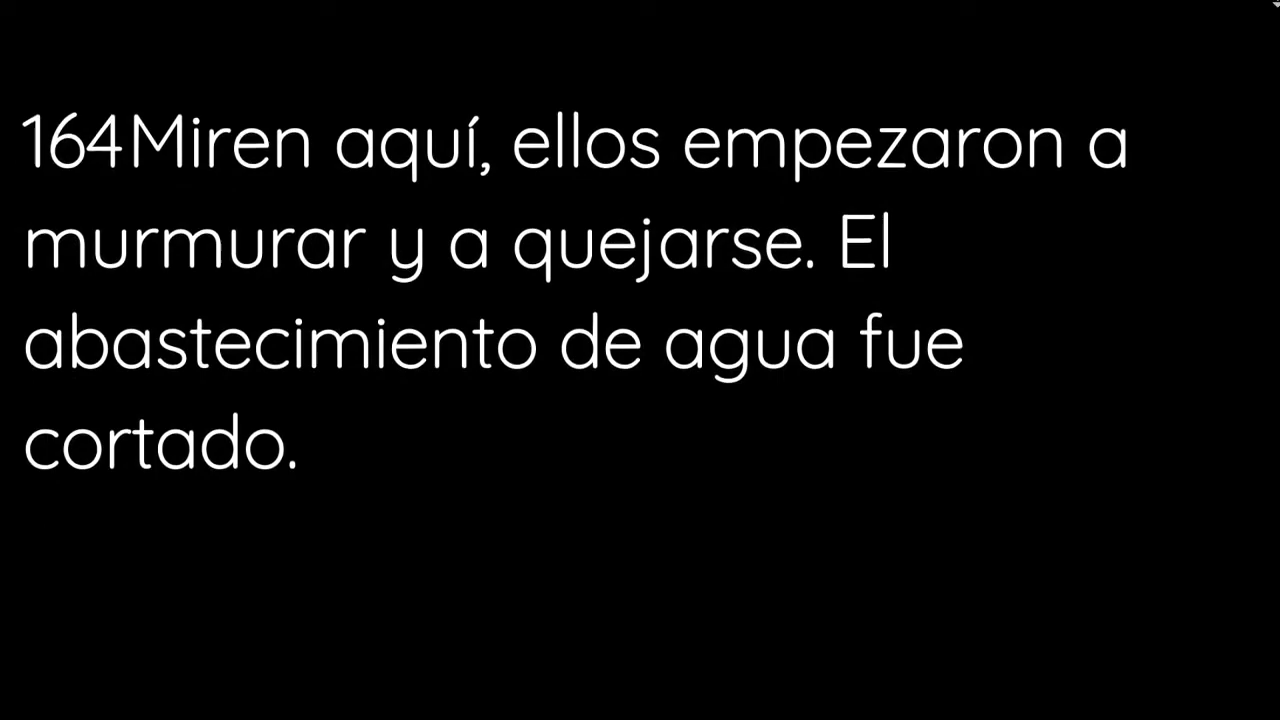 164Miren aquí, ellos empezaron a
murmurar y a quejarse. El
abastecimiento de agua fue
cortado.